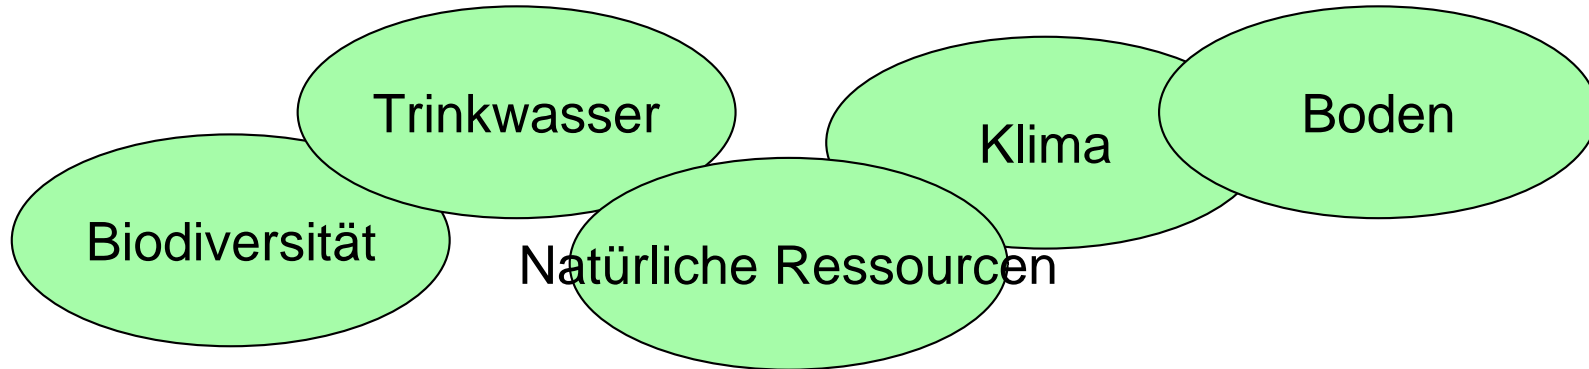 Trinkwasser
Boden
Klima
Biodiversität
Natürliche Ressourcen